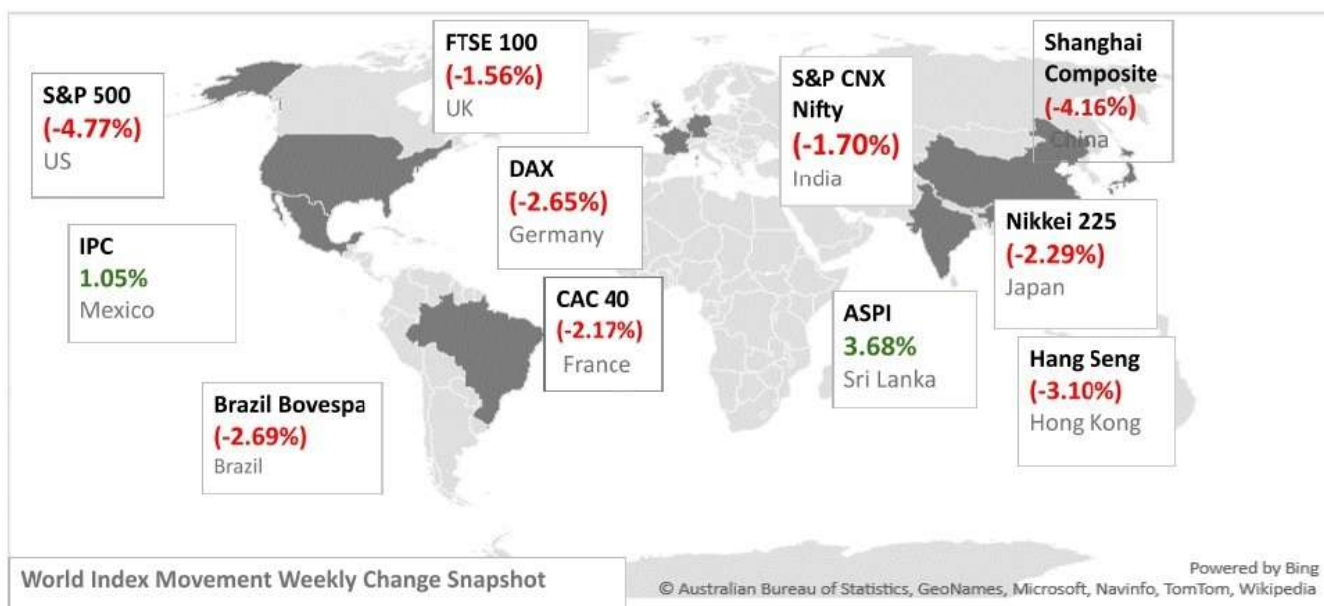 FTSE 100
(-1.56%)
UK
Shanghai
Composite
(-4.16%)
China
S&P CNX
Nifty
(-1.70%)
India
S&P 500
(-4.77%)
US
DAX
(-2.65%)
Germany
Nikkei 225
(-2.29%)
Japan
IPC
1.05%
Mexico
CAC 40
(-2.17%)
France
ASPI
3.68%
Sri Lanka
Hang Seng
(-3.10%)
Hong Kong
Brazil Bovespa
(-2.69%)
Brazil
World Index Movement Weekly Change Snapshot
Powered by Bing
© Australian Bureau of Statistics, GeoNames, Microsoft, Navinfo, TomTom, Wikipedia